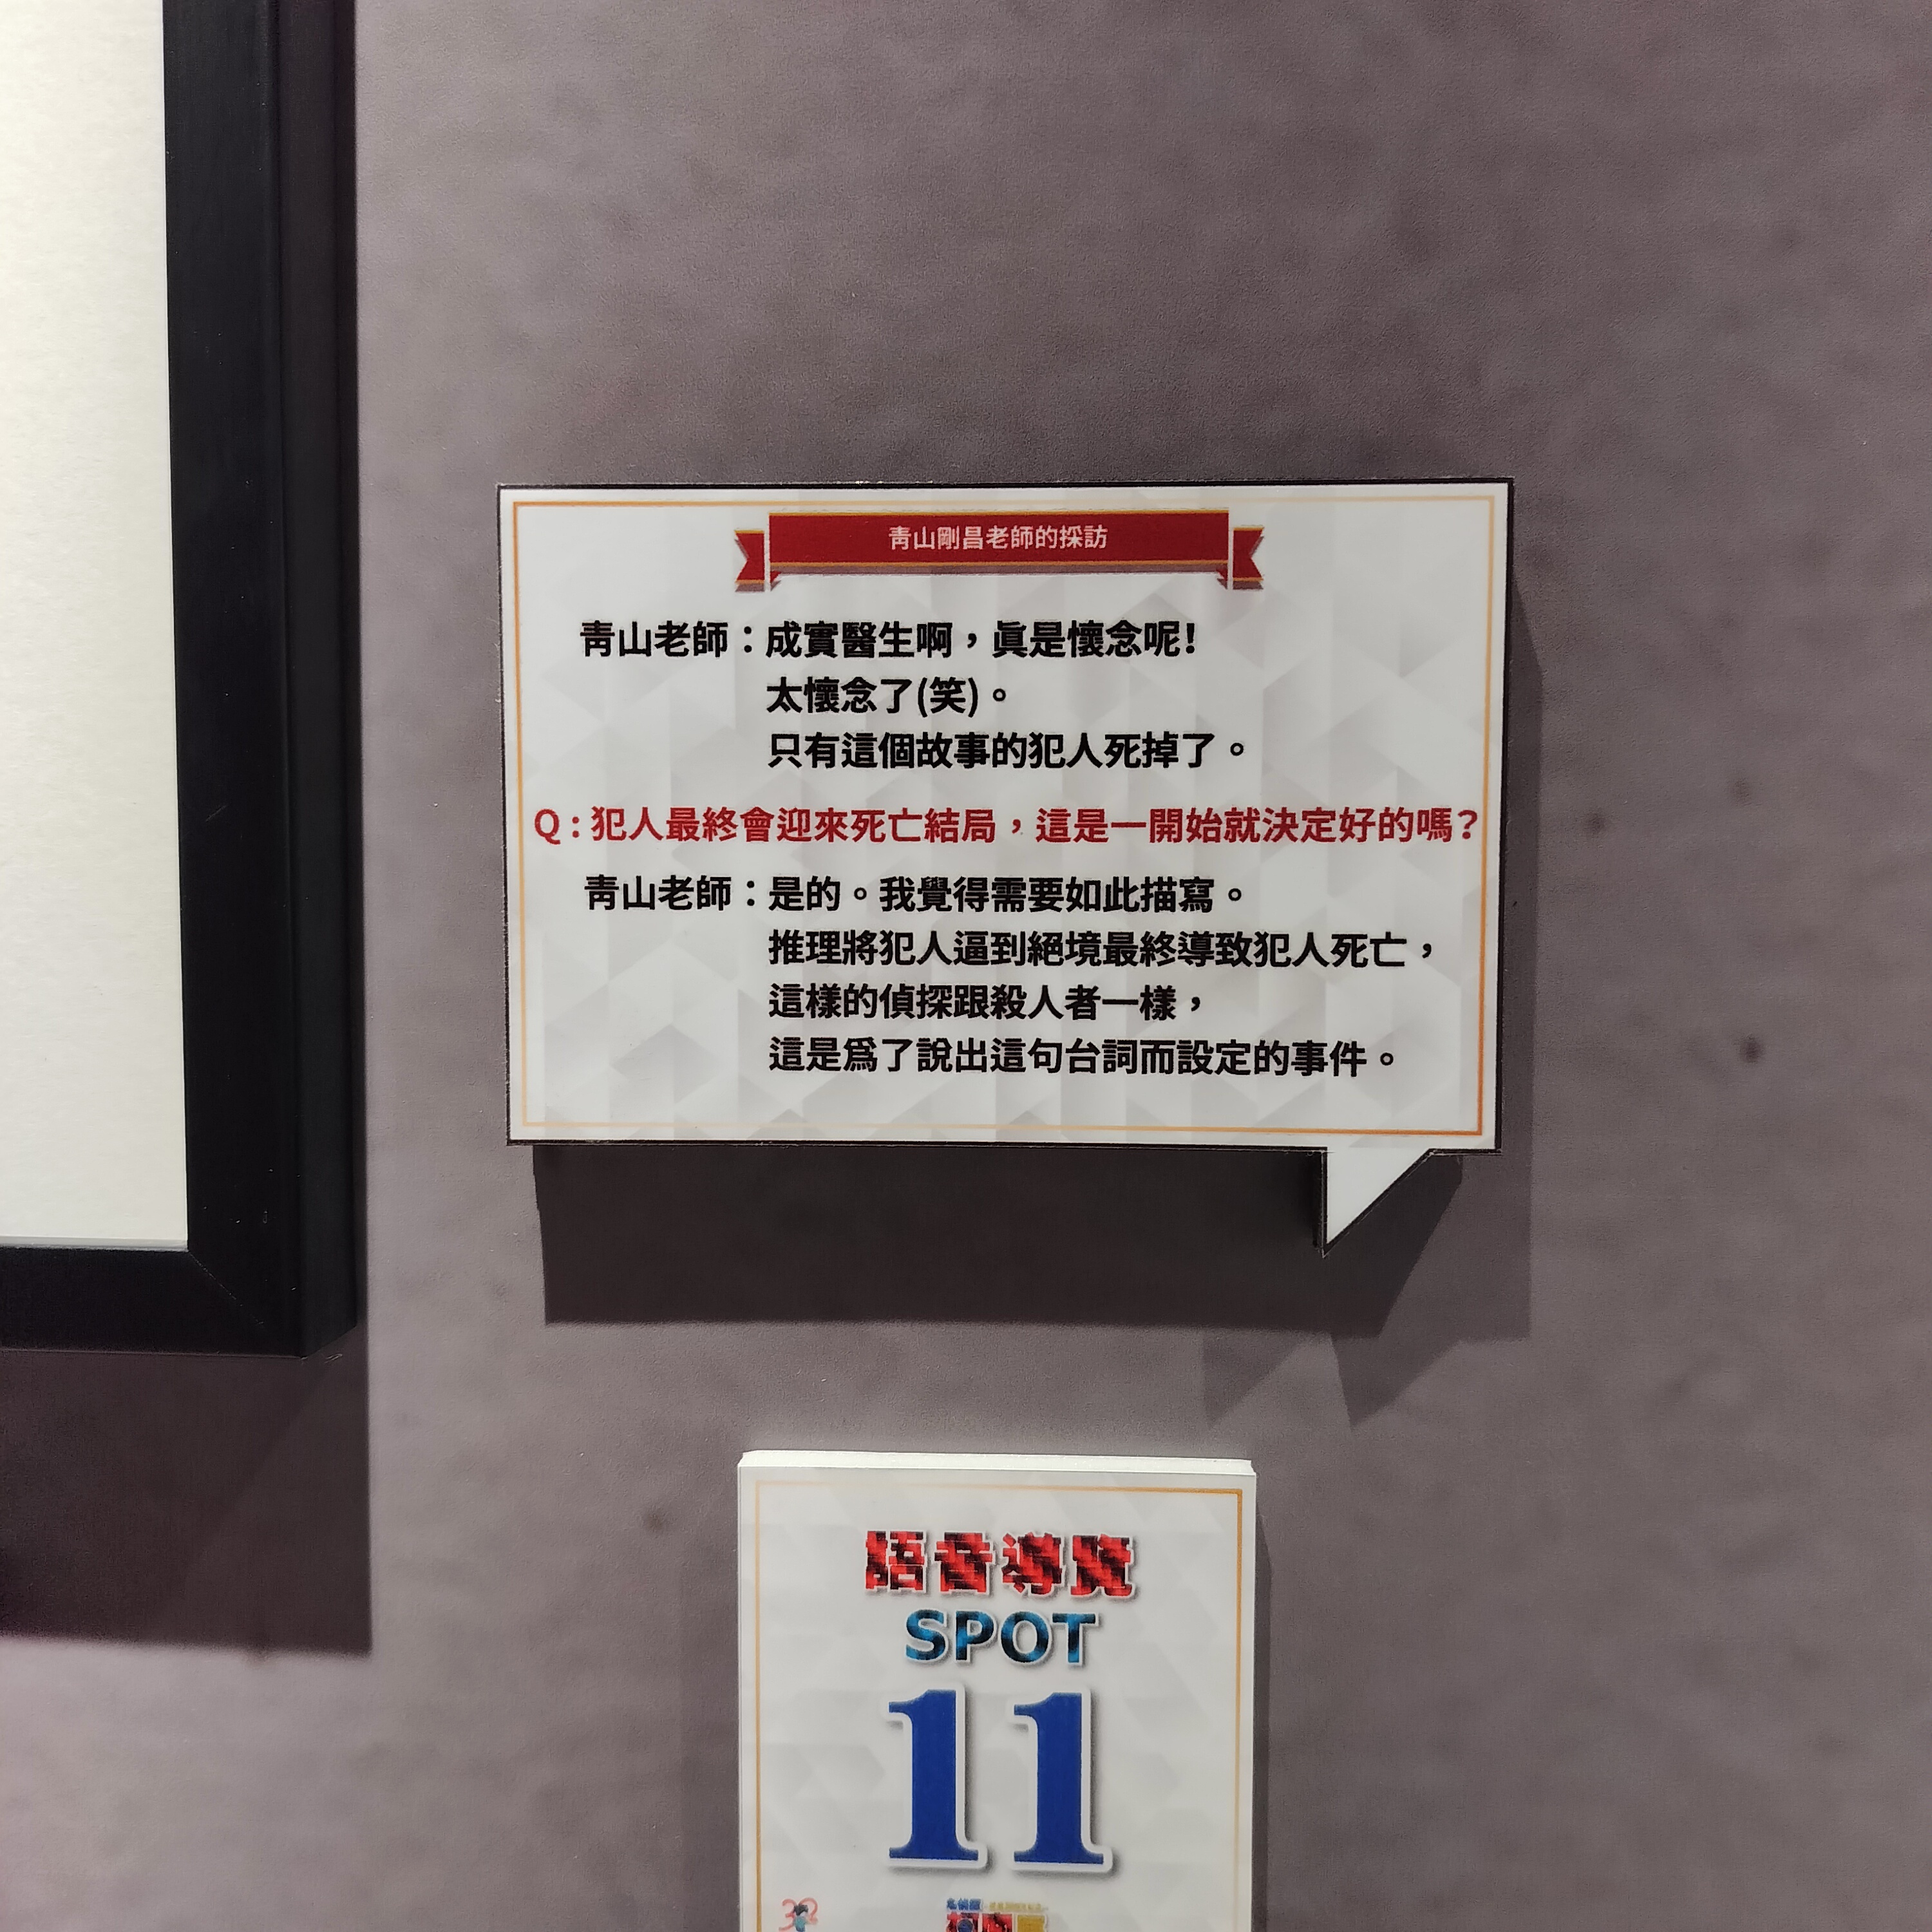 靑山剛昌老師的採訪
靑山老師：成實醫生啊，眞是懷念呢!
太懷念了(笑)。
只有這個故事的犯人死掉了。
Q : 犯人最終會迎來死亡結局，這是一開始就決定好的嗎?
靑山老師：是的。我覺得需要如此描寫。
推理將犯人逼到絕境最終導致犯人死亡，
這樣的偵探跟殺人者一樣，
這是爲了說出這句台詞而設定的事件。
語音導覽
SPOT
11
30